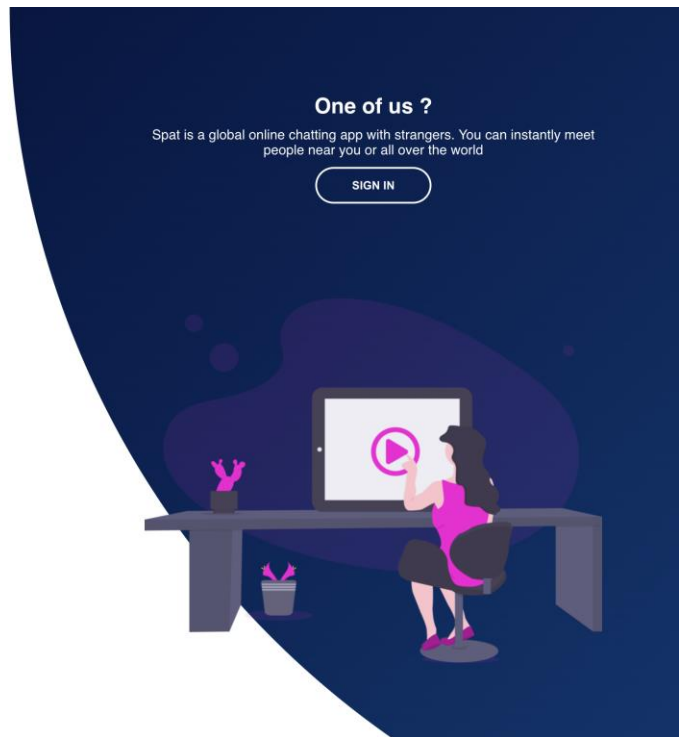 One of us ?
Spat is a global online chatting app with strangers. You can instantly meet
people near you or all over the world
SIGN IN